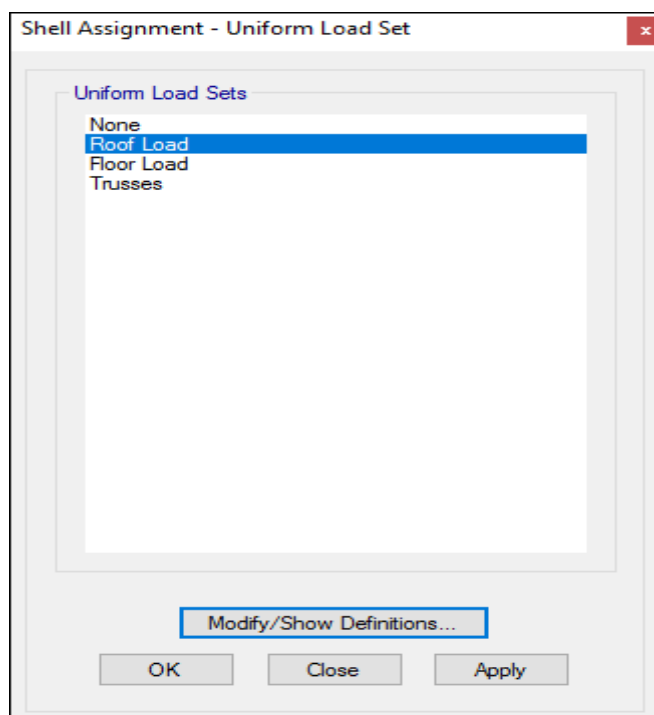 Shell Assignment - Uniform Load Set
x
Uniform Load Sets
None
Roof Load
Floor Load
Trusses
Modify/Show Definitions...
OK Close Apply